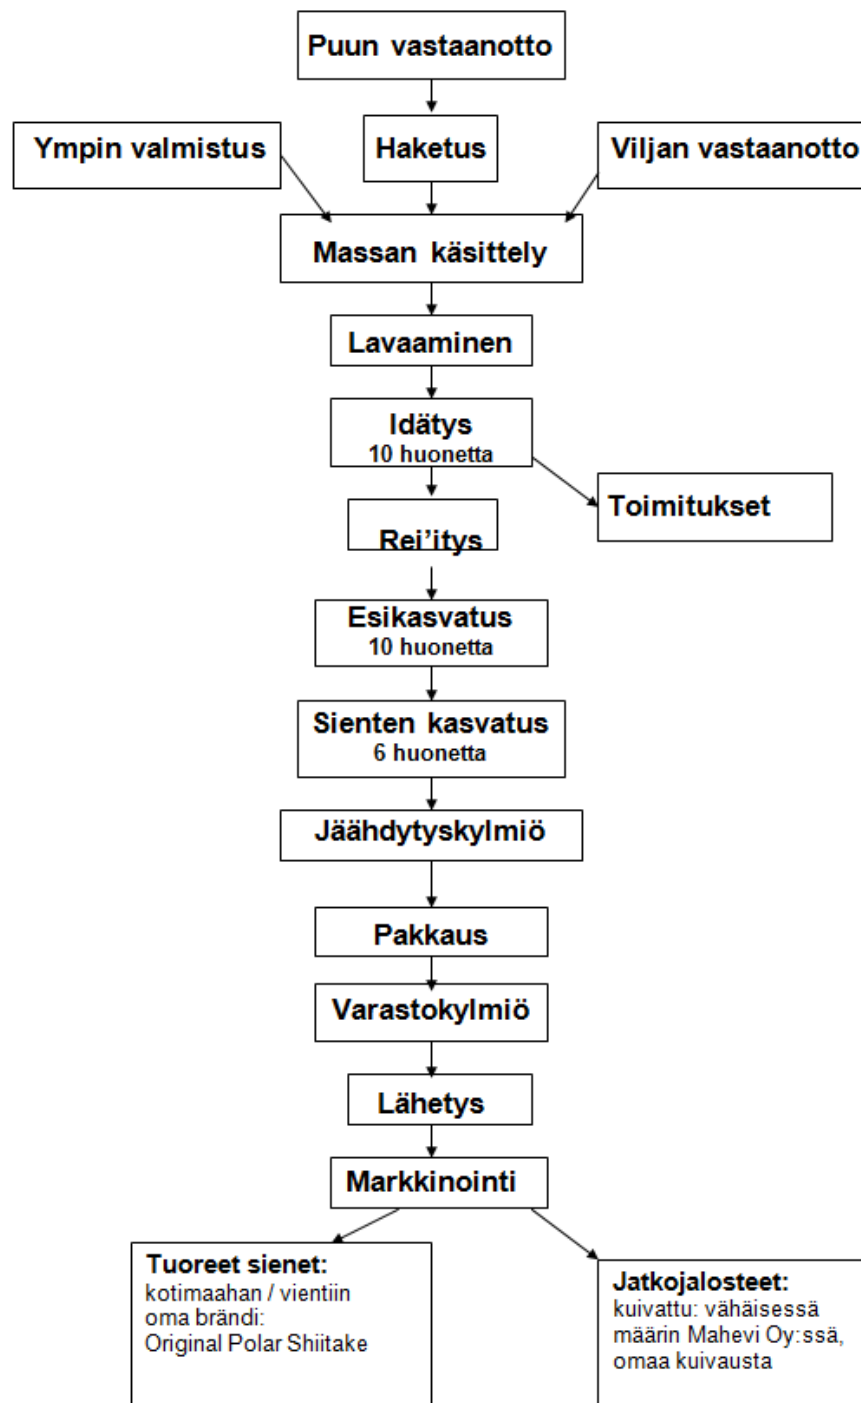 Puun vastaanotto
Ympin valmistus
Haketus
Viljan vastaanotto
Massan käsittely
Lavaaminen
Idätys
10 huonetta
Toimitukset
Rei’itys
Esikasvatus
10 huonetta
Sienten kasvatus
6 huonetta
Jäähdytyskylmiö
Pakkaus
Varastokylmiö
Lähetys
Markkinointi
Tuoreet sienet:
kotimaahan / vientiin
oma brändi:
Original Polar Shiitake
Jatkojalosteet:
kuivattu: vähäisessä
määrin Mahevi Oy:ssä,
omaa kuivausta